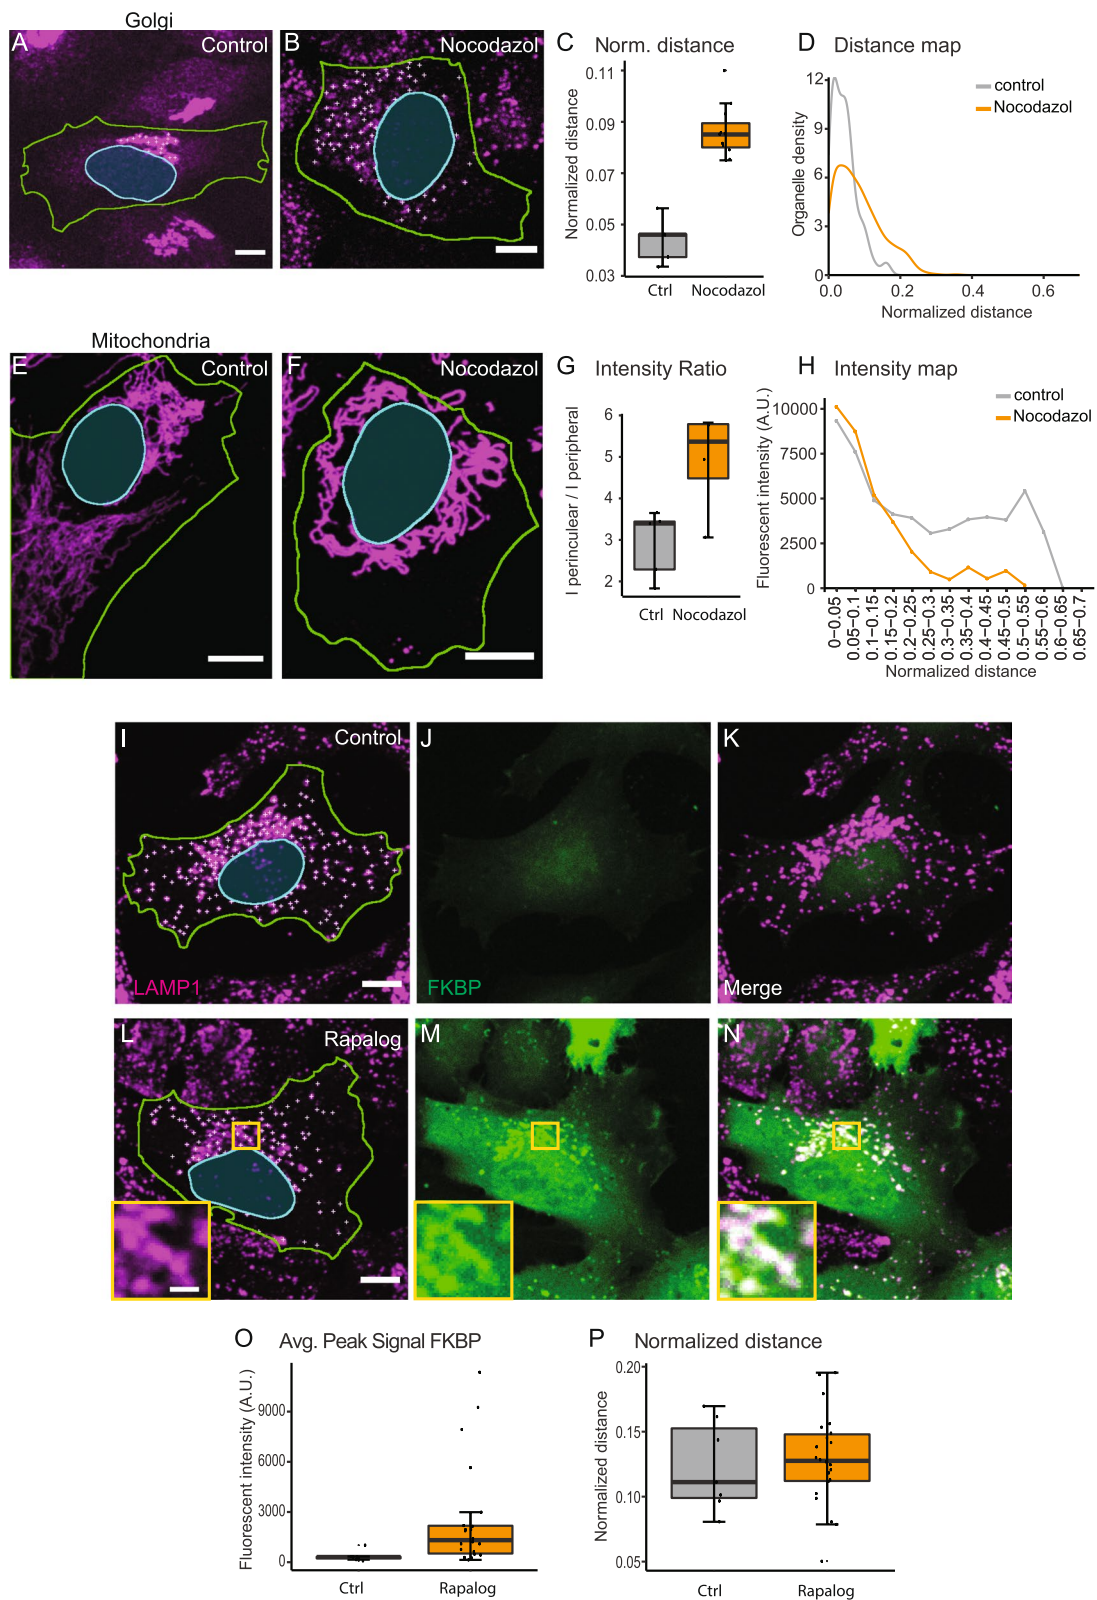 Golgi
A Control
B Nocodazol
C Norm. distance
Normalized distance
0.11
0.09
0.07
0.05
0.03
Ctrl Nocodazol
D Distance map
control
Nocodazol
Organelle density
12
9
6
3
0
0.0 0.2 0.4 0.6
Normalized distance
Mitochondria
E Control
F Nocodazol
G Intensity Ratio
I perinculear / I peripheral
6
5
4
3
2
Ctrl Nocodazol
H Intensity map
control
Nocodazol
Fluorescent intensity (A.U.)
10000
7500
5000
2500
0
0–0.05
0.05–0.1
0.1–0.15
0.15–0.2
0.2–0.25
0.25–0.3
0.3–0.35
0.35–0.4
0.4–0.45
0.45–0.5
0.5–0.55
0.55–0.6
0.6–0.65
0.65–0.7
Normalized distance
I Control
LAMP1
J
FKBP
K
Merge
L Rapalog
M
N
O Avg. Peak Signal FKBP
Fluorescent intensity (A.U.)
9000
6000
3000
0
Ctrl Rapalog
P Normalized distance
Normalized distance
0.20
0.15
0.10
0.05
Ctrl Rapalog